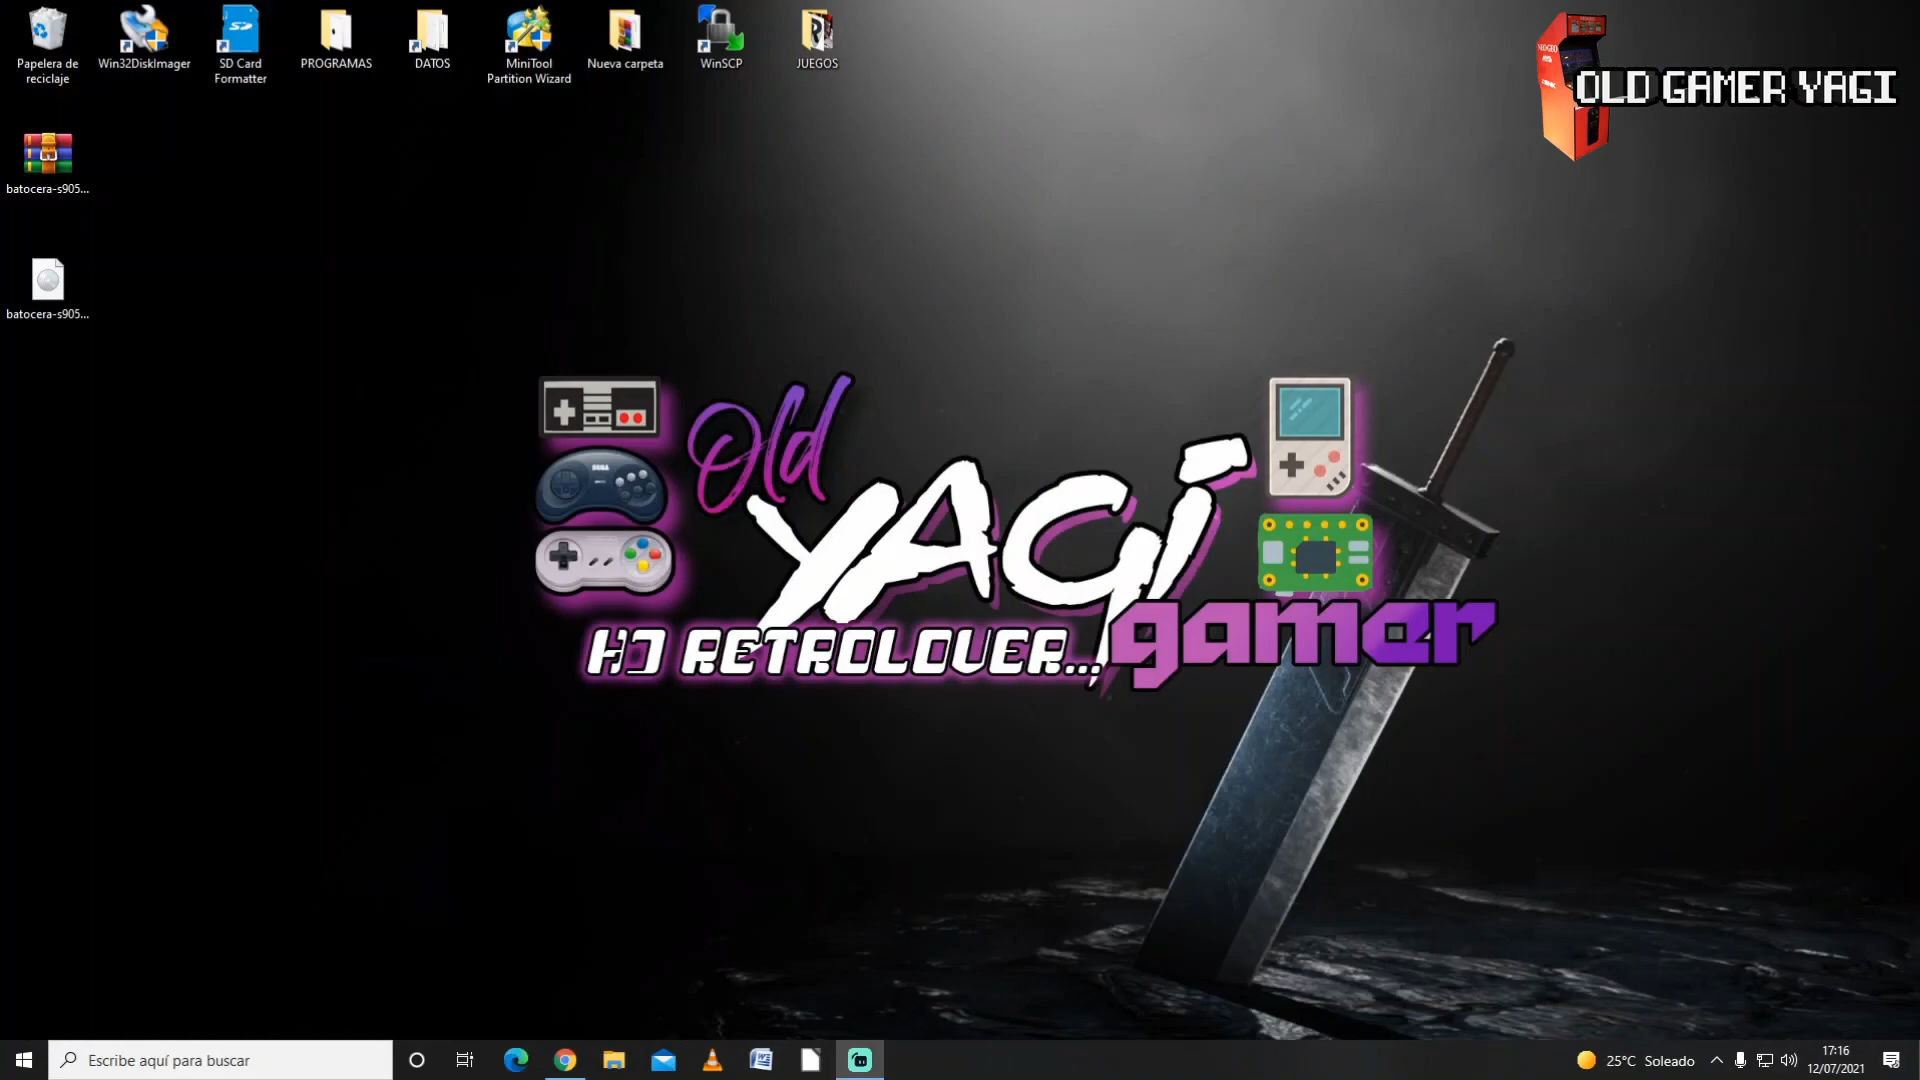 Papelera de
reciclaje
Win32DiskImager
SD Card
Formatter
PROGRAMAS
DATOS
MiniTool
Partition Wizard
Nueva carpeta
WinSCP
JUEGOS
OLD GAMER YAGI
batocera-s905...
batocera-s905...
Old
YAGI
gamer
HD RETROLOVER...
Escribe aquí para buscar
25°C Soleado
17:16
12/07/2021